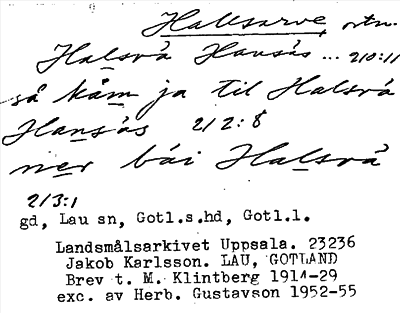 Hallsarve, ortn.
Halsrå Hansås ... 210:11
så kåm ja til Halsrå
Hansås 212:8
ner bái Halsrå
213:1
gd, Lau sn, Gotl.s.hd, Gotl.l.
Landsmålsarkivet Uppsala. 23236
Jakob Karlsson. LAU, GOTLAND
Brev t. M. Klintberg 1914-29
exc. av Herb. Gustavson 1952-55